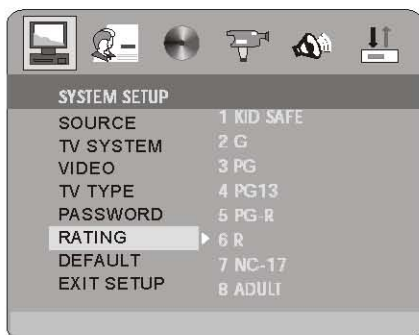 SYSTEM SETUP
SOURCE
TV SYSTEM
VIDEO
TV TYPE
PASSWORD
RATING
DEFAULT
EXIT SETUP
1 KID SAFE
2 G
3 PG
4 PG13
5 PG-R
6 R
7 NC-17
8 ADULT